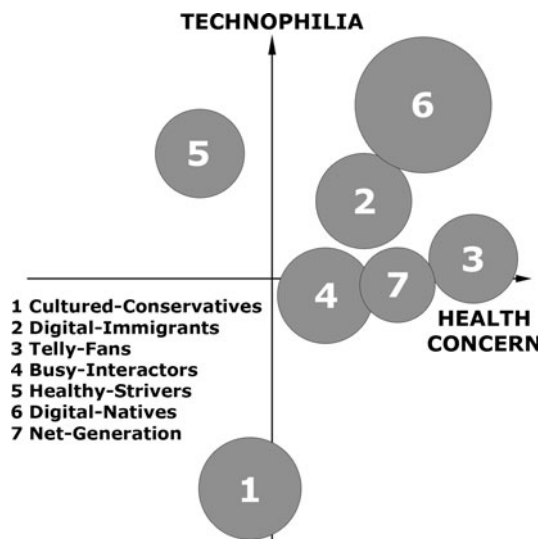 TECHNOPHILIA
6
5
2
3
4
7
HEALTH
CONCERN
1 Cultured-Conservatives
2 Digital-Immigrants
3 Telly-Fans
4 Busy-Interactors
5 Healthy-Strivers
6 Digital-Natives
7 Net-Generation
1